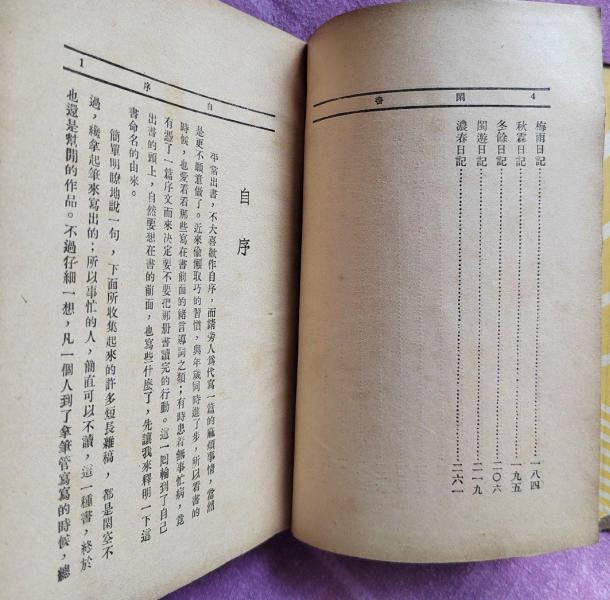 4 閑書
梅雨日記……一八四
秋霖日記……一九五
冬餘日記……二〇六
閩遊日記……二一九
濃春日記……二六一
自序 1
自序
平常出書，不大喜歡作自序，而請旁人爲代寫一篇的麻煩事情，當然
是更不願意做了。近來偷懶取巧的習慣，與年歲同時進了步，所以看書的
時候，也愛看看那些寫在書前面的緒言導詞之類；有時患着無事忙病，竟
有憑了一篇序文而來決定要不要把那册書讀完的行動。這一囘輪到了自己
出書的頭上，自然要想在書的前面，也寫些什麽了，先讓我來釋明一下這
書命名的由來。
簡單明瞭地說一句，下面所收集起來的許多短長雜稿，都是閑空不
過，纔拿起筆來寫出的；所以事忙的人，簡直可以不讀，這一種書，終於
也還是幫閒的作品。不過仔細一想，凡一個人到了拿筆管寫寫的時候，總